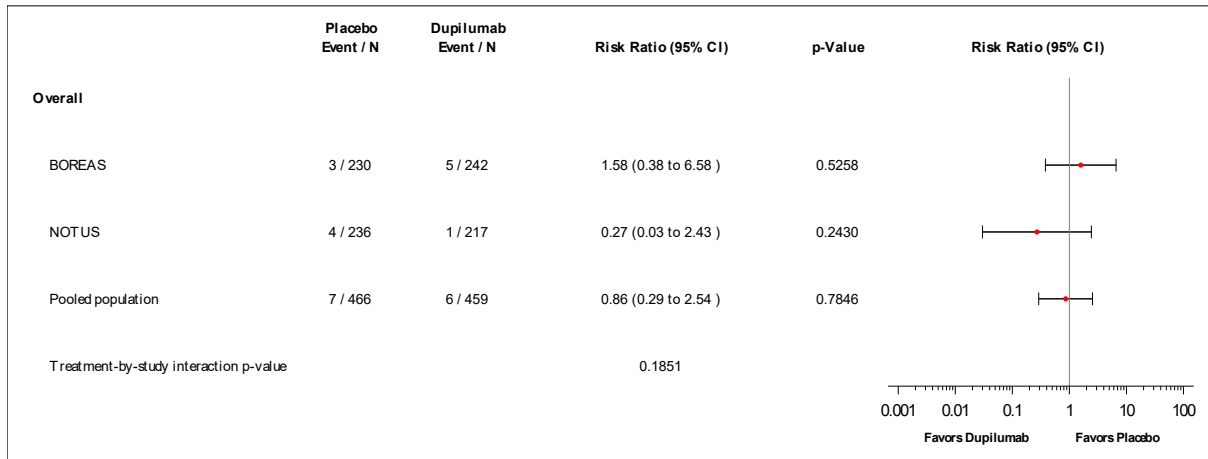 Placebo Dupilumab
Event / N Event / N Risk Ratio (95% CI) p-Value Risk Ratio (95% CI)
Overall
BOREAS 3 / 230 5 / 242 1.58 (0.38 to 6.58 ) 0.5258
NOTUS 4 / 236 1 / 217 0.27 (0.03 to 2.43 ) 0.2430
Pooled population 7 / 466 6 / 459 0.86 (0.29 to 2.54 ) 0.7846
Treatment-by-study interaction p-value 0.1851
0.001 0.01 0.1 1 10 100
Favors Dupilumab Favors Placebo